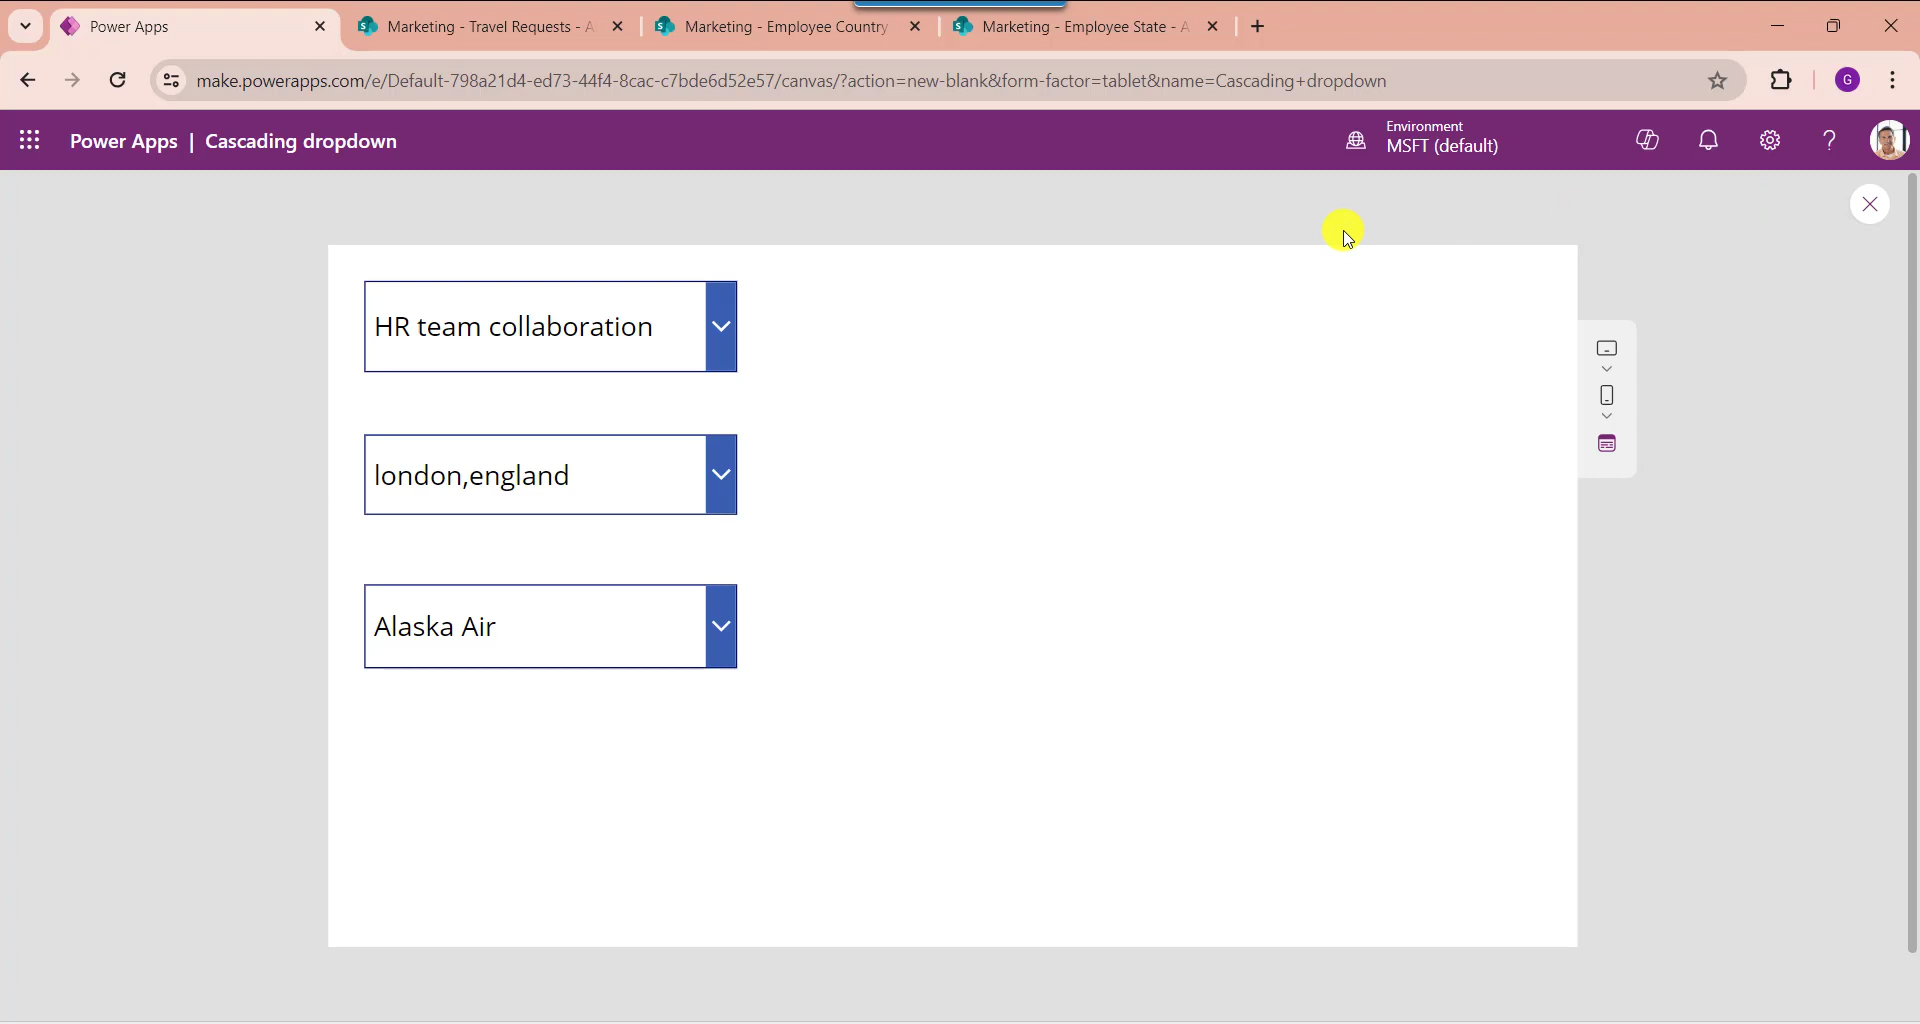 Power Apps
Marketing - Travel Requests - A
Marketing - Employee Country
Marketing - Employee State - A
make.powerapps.com/e/Default-798a21d4-ed73-44f4-8cac-c7bde6d52e57/canvas/?action=new-blank&form-factor=tablet&name=Cascading+dropdown
G
Power Apps | Cascading dropdown
Environment
MSFT (default)
HR team collaboration
london,england
Alaska Air